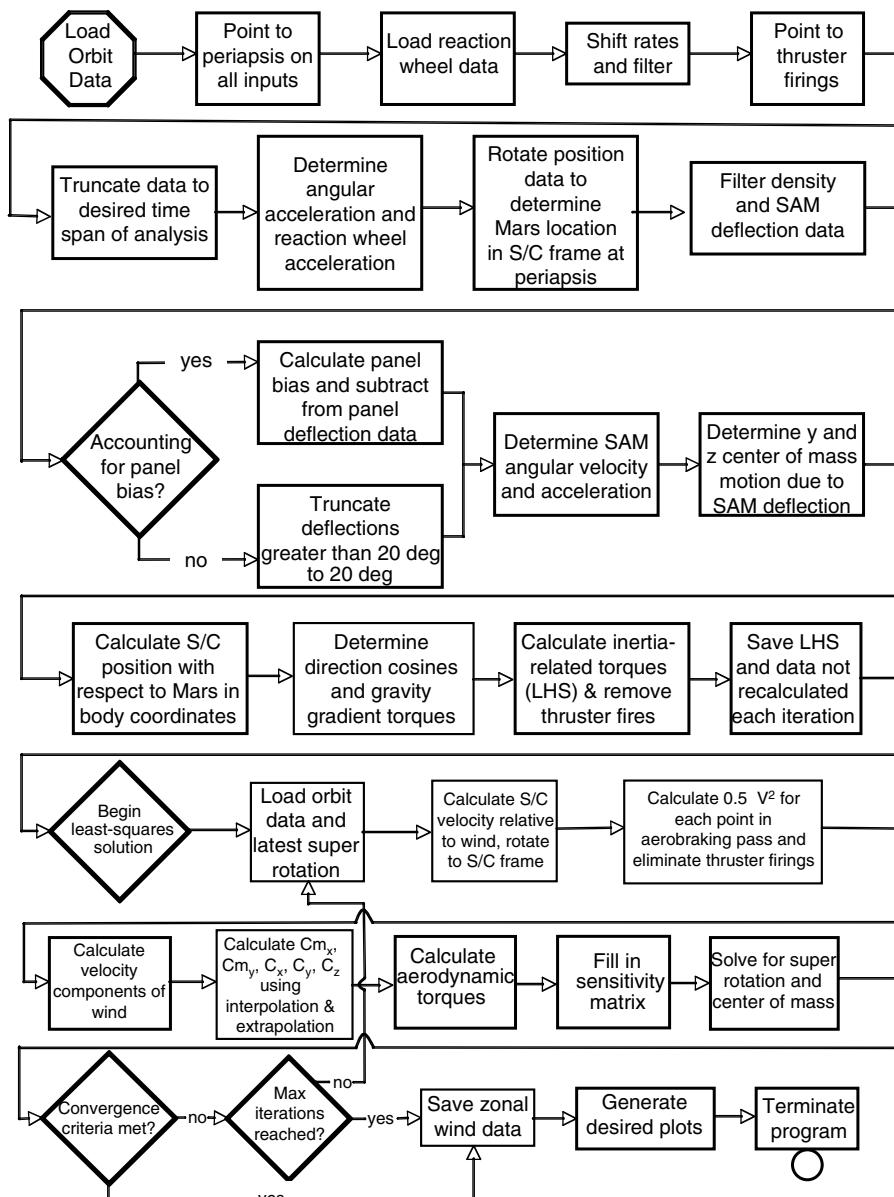 Load
Orbit
Data
Point to
periapsis on
all inputs
Load reaction
wheel data
Shift rates
and filter
Point to
thruster
firings
Truncate data to
desired time
span of analysis
Determine
angular
acceleration and
reaction wheel
acceleration
Rotate position
data to
determine
Mars location
in S/C frame at
periapsis
Filter density
and SAM
deflection data
Accounting
for panel
bias?
yes
Calculate panel
bias and subtract
from panel
deflection data
no
Truncate
deflections
greater than 20 deg
to 20 deg
Determine SAM
angular velocity
and acceleration
Determine y and
z center of mass
motion due to
SAM deflection
Calculate S/C
position with
respect to Mars in
body coordinates
Determine
direction cosines
and gravity
gradient torques
Calculate inertia-
related torques
(LHS) & remove
thruster fires
Save LHS
and data not
recalculated
each iteration
Begin
least-squares
solution
Load orbit
data and
latest super
rotation
Calculate S/C
velocity relative
to wind, rotate
to S/C frame
Calculate 0.5 V² for
each point in
aerobraking pass and
eliminate thruster firings
Calculate
velocity
components of
wind
Calculate Cmx,
Cmy, Cx, Cy, Cz
using
interpolation &
extrapolation
Calculate
aerodynamic
torques
Fill in
sensitivity
matrix
Solve for super
rotation and
center of mass
Convergence
criteria met?
no
Max
iterations
reached?
no
yes
Save zonal
wind data
Generate
desired plots
Terminate
program
yes